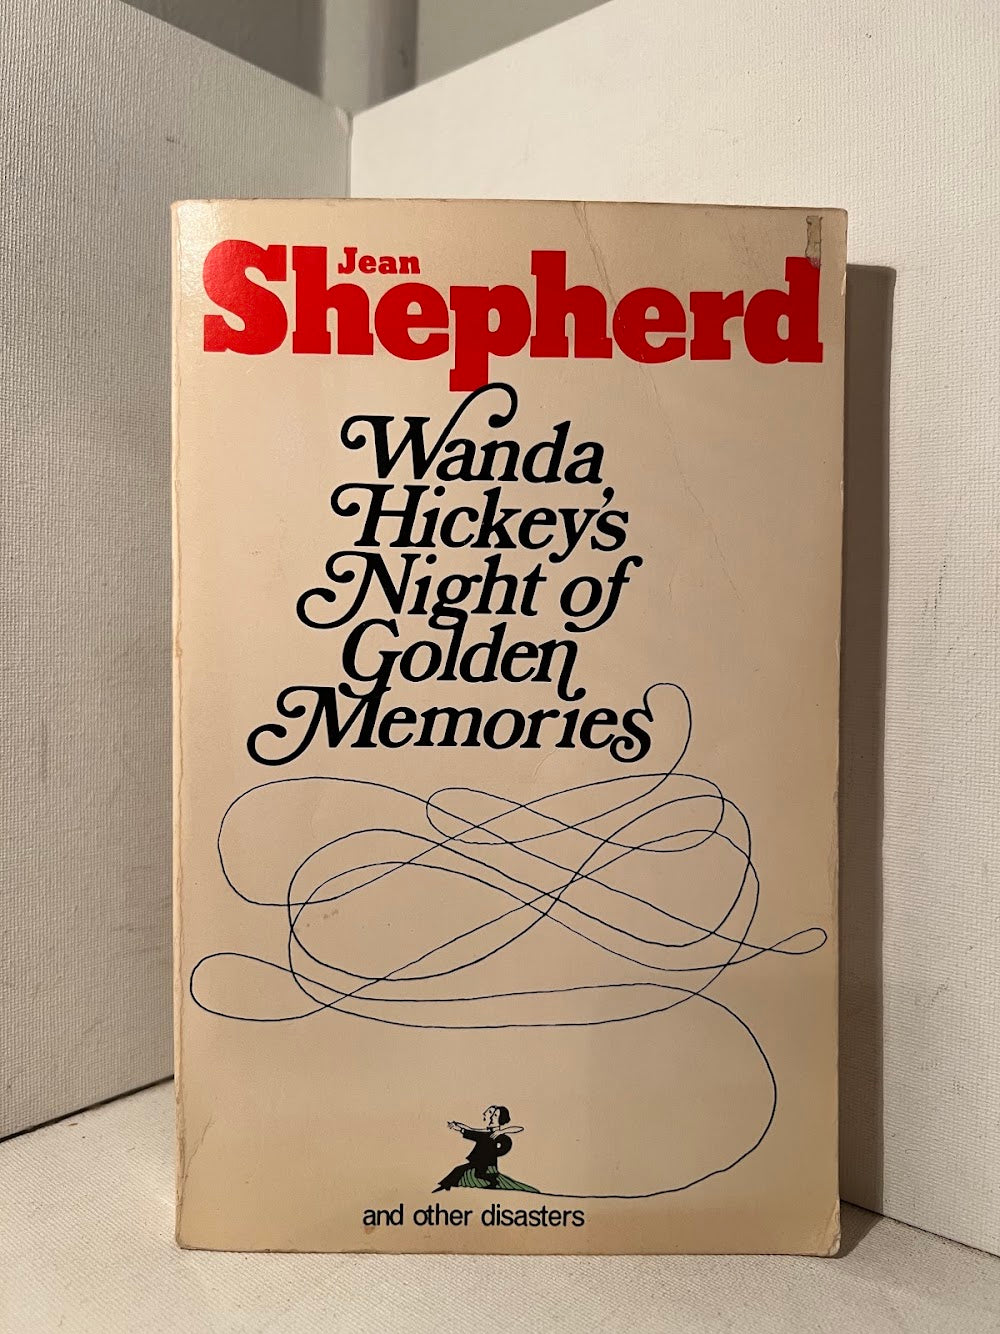 Jean
Shepherd
Wanda
Hickey's
Night of
Golden
Memories
and other disasters